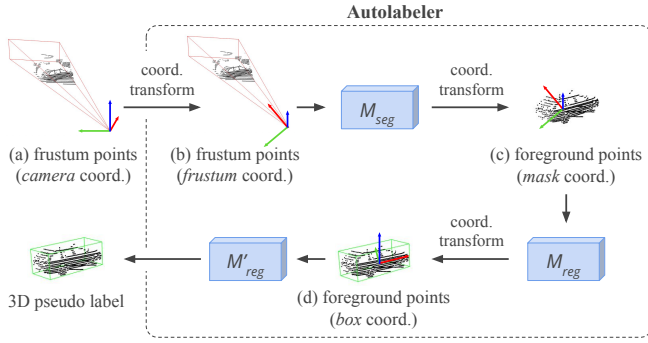 Autolabeler
coord.
transform
coord.
transform
M_seg
(a) frustum points
(camera coord.)
(b) frustum points
(frustum coord.)
(c) foreground points
(mask coord.)
coord.
transform
M'_reg
M_reg
3D pseudo label
(d) foreground points
(box coord.)